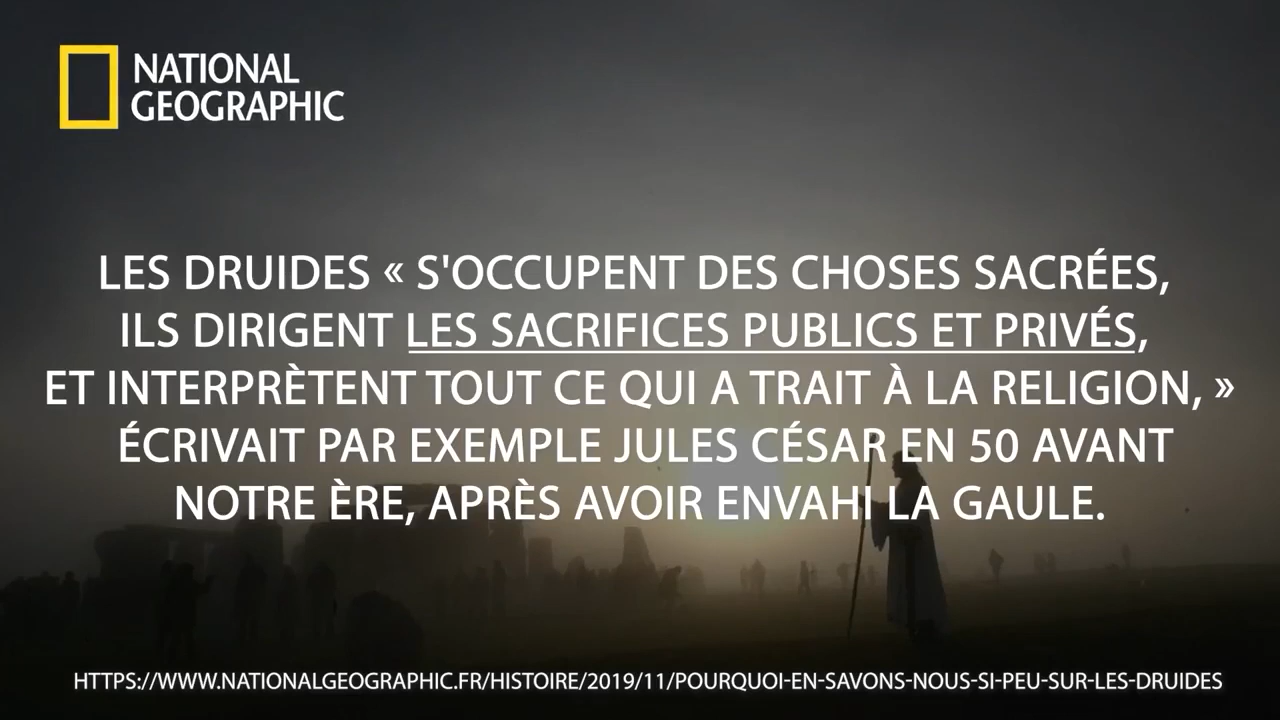 NATIONAL
GEOGRAPHIC
LES DRUIDES « S'OCCUPENT DES CHOSES SACRÉES,
ILS DIRIGENT LES SACRIFICES PUBLICS ET PRIVÉS,
ET INTERPRÈTENT TOUT CE QUI A TRAIT À LA RELIGION, »
ÉCRIVAIT PAR EXEMPLE JULES CÉSAR EN 50 AVANT
NOTRE ÈRE, APRÈS AVOIR ENVAHI LA GAULE.
HTTPS://WWW.NATIONALGEOGRAPHIC.FR/HISTOIRE/2019/11/POURQUOI-EN-SAVONS-NOUS-SI-PEU-SUR-LES-DRUIDES